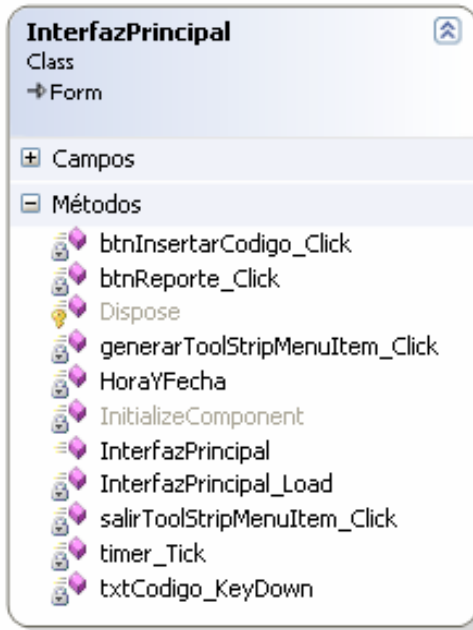 InterfazPrincipal
Class
Form
Campos
Métodos
btnInsertarCodigo_Click
btnReporte_Click
Dispose
generarToolStripMenuItem_Click
HoraYFecha
InitializeComponent
InterfazPrincipal
InterfazPrincipal_Load
salirToolStripMenuItem_Click
timer_Tick
txtCodigo_KeyDown